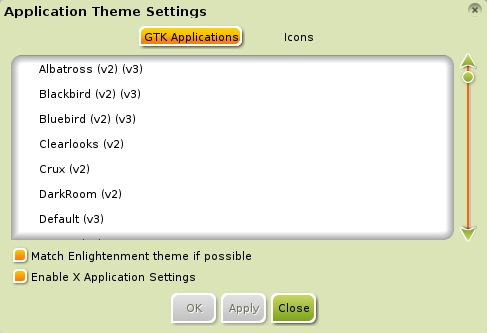 Application Theme Settings
GTK Applications Icons
Albatross (v2) (v3)
Blackbird (v2) (v3)
Bluebird (v2) (v3)
Clearlooks (v2)
Crux (v2)
DarkRoom (v2)
Default (v3)
Match Enlightenment theme if possible
Enable X Application Settings
OK Apply Close